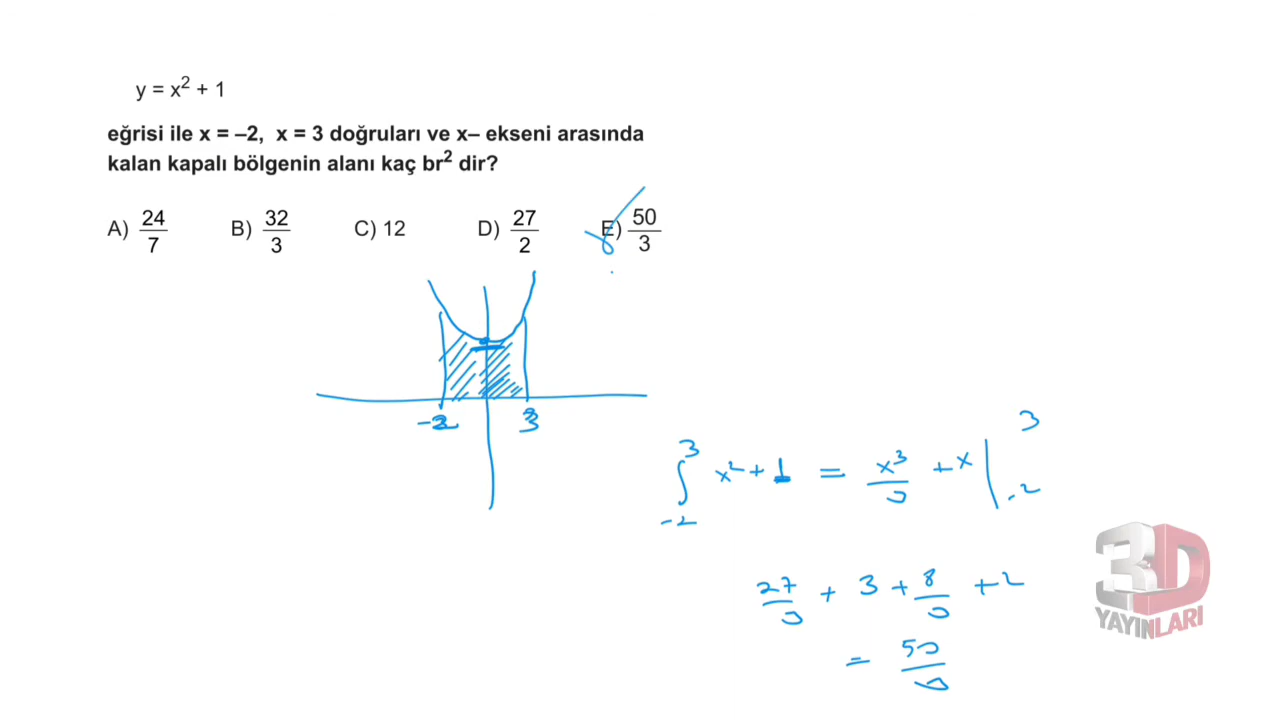 y = x² + 1
eğrisi ile x = –2, x = 3 doğruları ve x– ekseni arasında
kalan kapalı bölgenin alanı kaç br² dir?
A) 24/7 B) 32/3 C) 12 D) 27/2 E) 50/3
-2 3
∫₋₂³ x² + 1 = x³/3 + x |₋₂³
27/3 + 3 + 8/3 + 2
= 50/3
3D
YAYINLARI